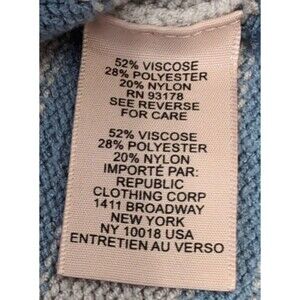 52% VISCOSE
28% POLYESTER
20% NYLON
RN 93178
SEE REVERSE
FOR CARE
52% VISCOSE
28% POLYESTER
20% NYLON
IMPORTÉ PAR:
REPUBLIC
CLOTHING CORP
1411 BROADWAY
NEW YORK
NY 10018 USA
ENTRETIEN AU VERSO